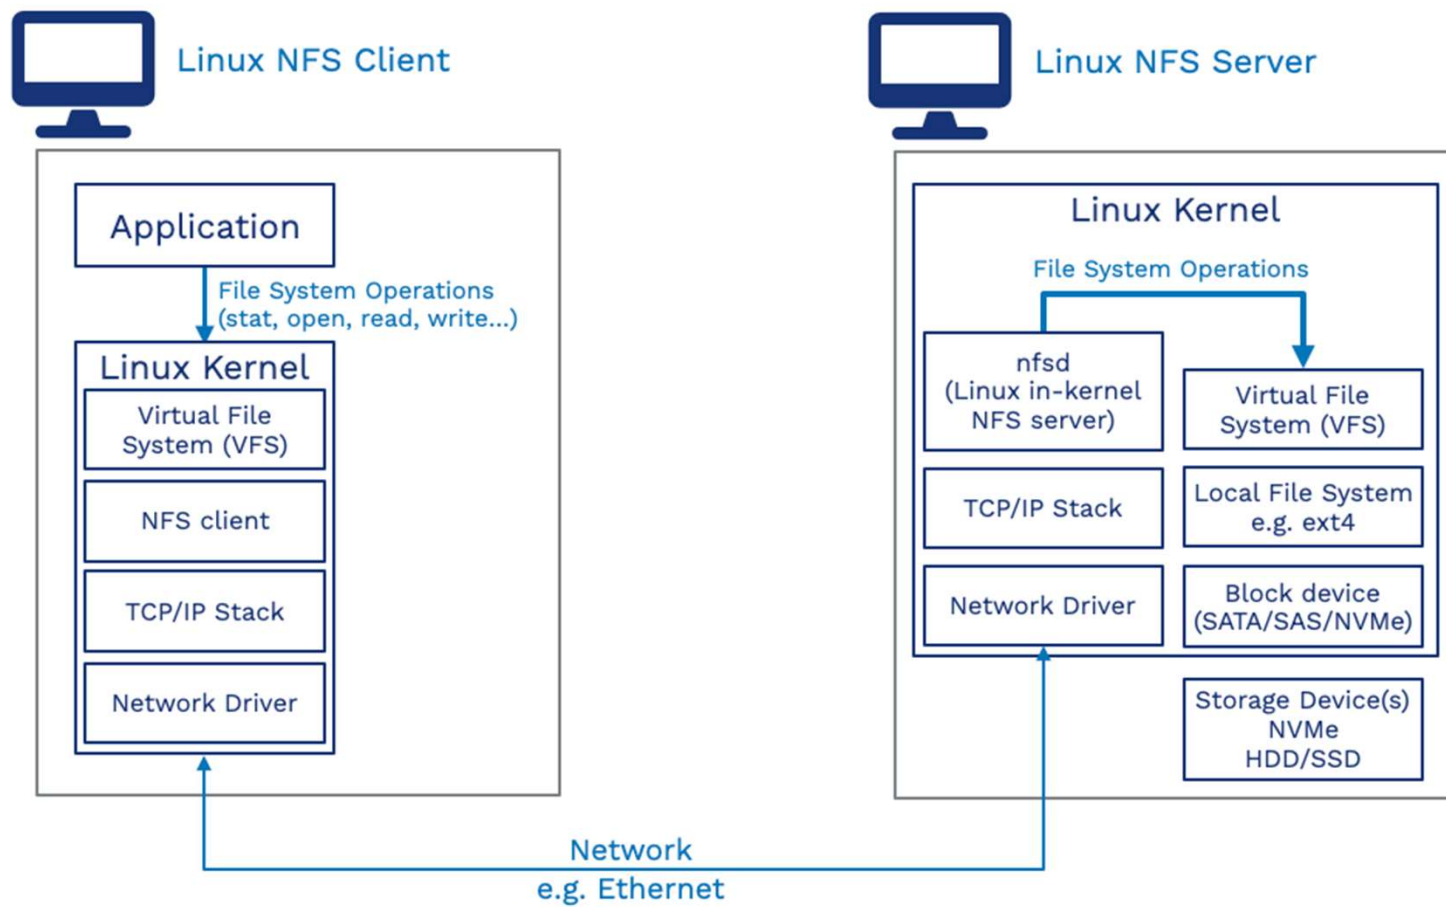 Linux NFS Client
Application
File System Operations
(stat, open, read, write...)
Linux Kernel
Virtual File
System (VFS)
NFS client
TCP/IP Stack
Network Driver
Linux NFS Server
Linux Kernel
File System Operations
nfsd
(Linux in-kernel
NFS server)
TCP/IP Stack
Network Driver
Virtual File
System (VFS)
Local File System
e.g. ext4
Block device
(SATA/SAS/NVMe)
Storage Device(s)
NVMe
HDD/SSD
Network
e.g. Ethernet